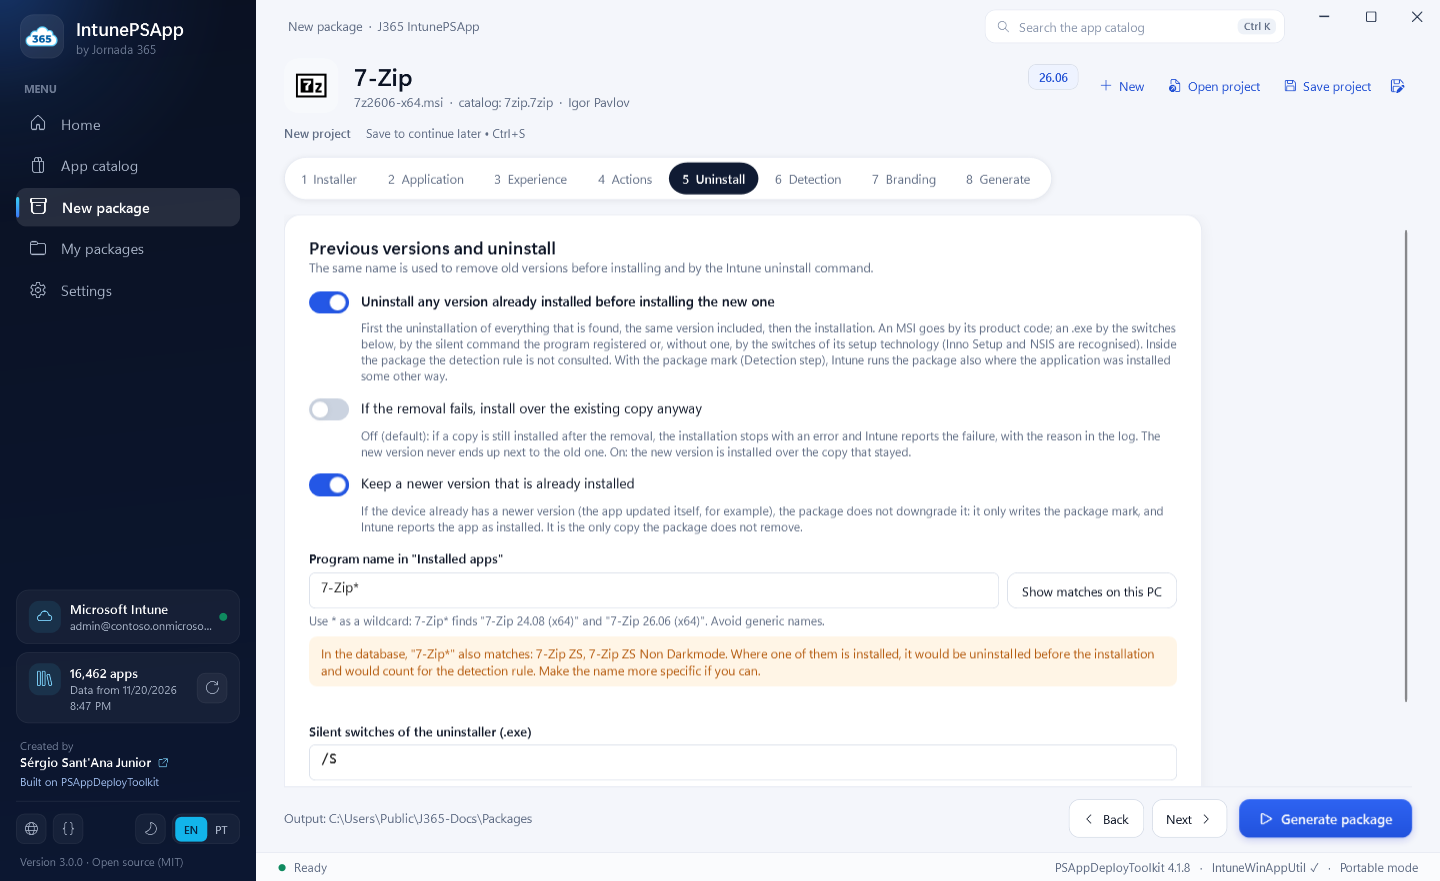 365
IntunePSApp
by Jornada 365
MENU
Home
App catalog
New package
My packages
Settings
Microsoft Intune
admin@contoso.onmicroso...
16,462 apps
Data from 11/20/2026
8:47 PM
Created by
Sérgio Sant'Ana Junior
Built on PSAppDeployToolkit
{}
EN PT
Version 3.0.0 · Open source (MIT)
New package · J365 IntunePSApp
Search the app catalog Ctrl K
7z
7-Zip
7z2606-x64.msi · catalog: 7zip.7zip · Igor Pavlov
26.06
New
Open project
Save project
New project Save to continue later • Ctrl+S
1 Installer
2 Application
3 Experience
4 Actions
5 Uninstall
6 Detection
7 Branding
8 Generate
Previous versions and uninstall
The same name is used to remove old versions before installing and by the Intune uninstall command.
Uninstall any version already installed before installing the new one
First the uninstallation of everything that is found, the same version included, then the installation. An MSI goes by its product code; an .exe by the switches
below, by the silent command the program registered or, without one, by the switches of its setup technology (Inno Setup and NSIS are recognised). Inside
the package the detection rule is not consulted. With the package mark (Detection step), Intune runs the package also where the application was installed
some other way.
If the removal fails, install over the existing copy anyway
Off (default): if a copy is still installed after the removal, the installation stops with an error and Intune reports the failure, with the reason in the log. The
new version never ends up next to the old one. On: the new version is installed over the copy that stayed.
Keep a newer version that is already installed
If the device already has a newer version (the app updated itself, for example), the package does not downgrade it: it only writes the package mark, and
Intune reports the app as installed. It is the only copy the package does not remove.
Program name in "Installed apps"
7-Zip*
Show matches on this PC
Use * as a wildcard: 7-Zip* finds "7-Zip 24.08 (x64)" and "7-Zip 26.06 (x64)". Avoid generic names.
In the database, "7-Zip*" also matches: 7-Zip ZS, 7-Zip ZS Non Darkmode. Where one of them is installed, it would be uninstalled before the installation
and would count for the detection rule. Make the name more specific if you can.
Silent switches of the uninstaller (.exe)
/S
Output: C:\Users\Public\J365-Docs\Packages
Back
Next
Generate package
Ready
PSAppDeployToolkit 4.1.8 · IntuneWinAppUtil ✓ · Portable mode